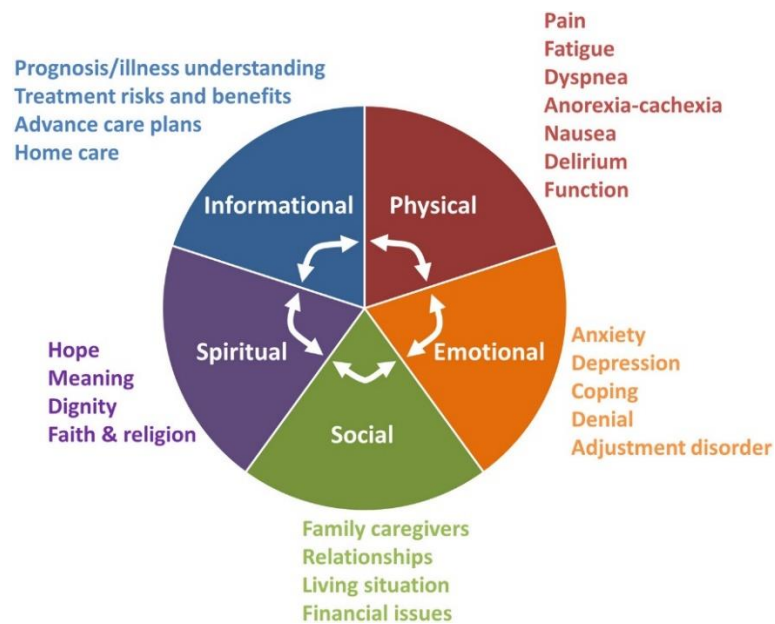 Prognosis/illness understanding
Treatment risks and benefits
Advance care plans
Home care
Pain
Fatigue
Dyspnea
Anorexia-cachexia
Nausea
Delirium
Function
Informational
Physical
Spiritual
Emotional
Social
Hope
Meaning
Dignity
Faith & religion
Anxiety
Depression
Coping
Denial
Adjustment disorder
Family caregivers
Relationships
Living situation
Financial issues